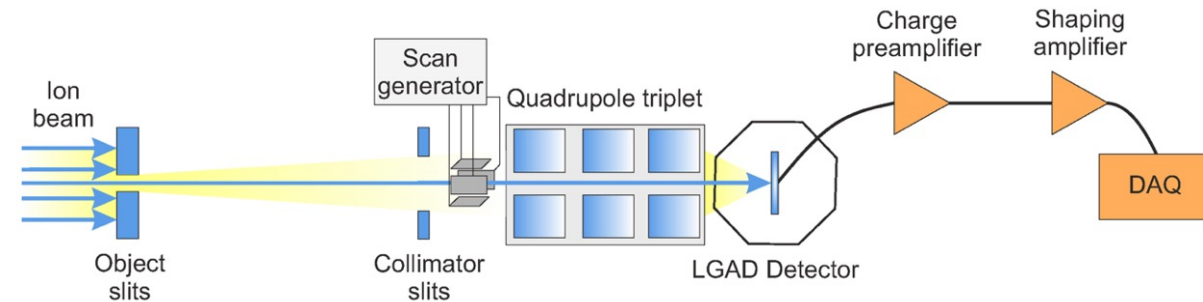 Ion
beam
Object
slits
Collimator
slits
Scan
generator
Quadrupole triplet
LGAD Detector
Charge
preamplifier
Shaping
amplifier
DAQ